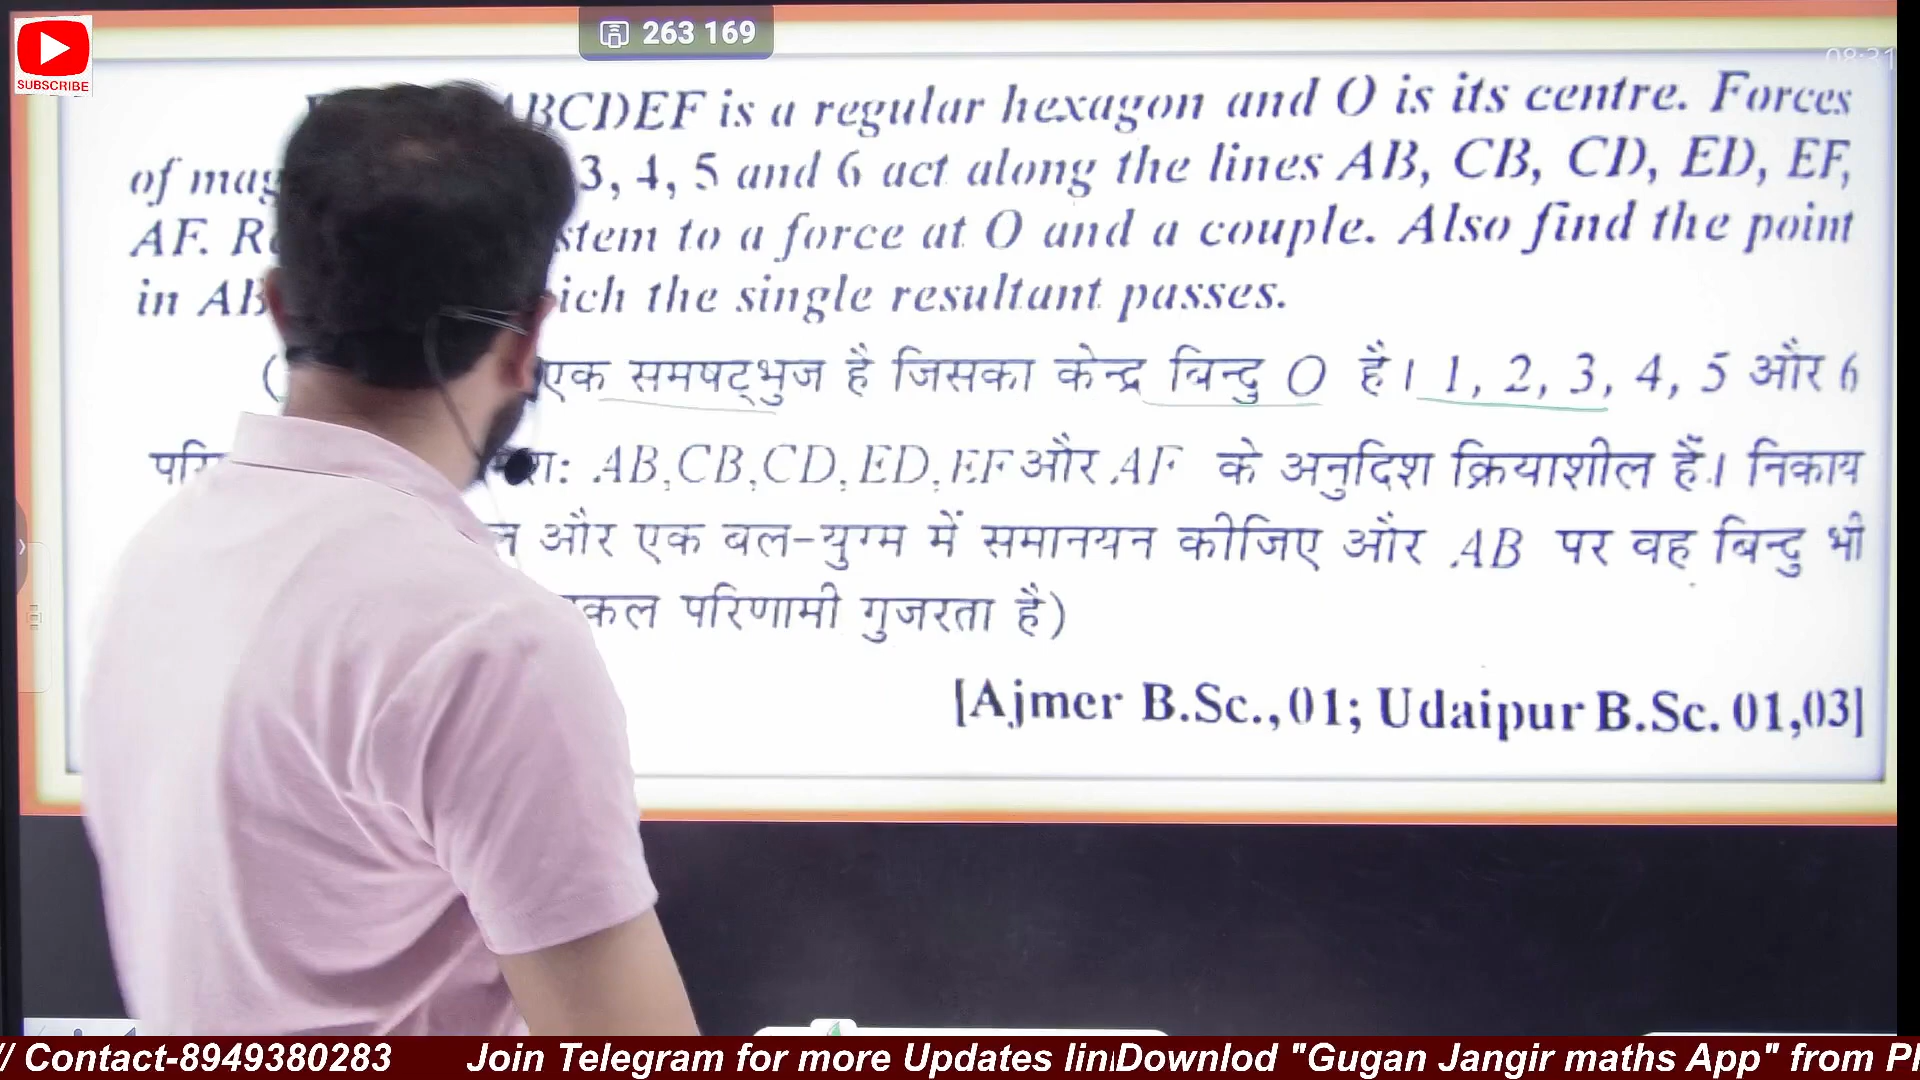 SUBSCRIBE
263 169
08:31
ABCDEF is a regular hexagon and O is its centre. Forces
of mag 3, 4, 5 and 6 act along the lines AB, CB, CD, ED, EF,
AF. R stem to a force at O and a couple. Also find the point
in AB ich the single resultant passes.
( एक समषट्भुज है जिसका केन्द्र बिन्दु O है। 1, 2, 3, 4, 5 और 6
परि श: AB, CB, CD, ED, EF और AF के अनुदिश क्रियाशील हैं। निकाय
और एक बल-युग्म में समानयन कीजिए और AB पर वह बिन्दु भी
कल परिणामी गुजरता है)
[Ajmer B.Sc., 01; Udaipur B.Sc. 01,03]
// Contact-8949380283 Join Telegram for more Updates lin Downlod "Gugan Jangir maths App" from Pl